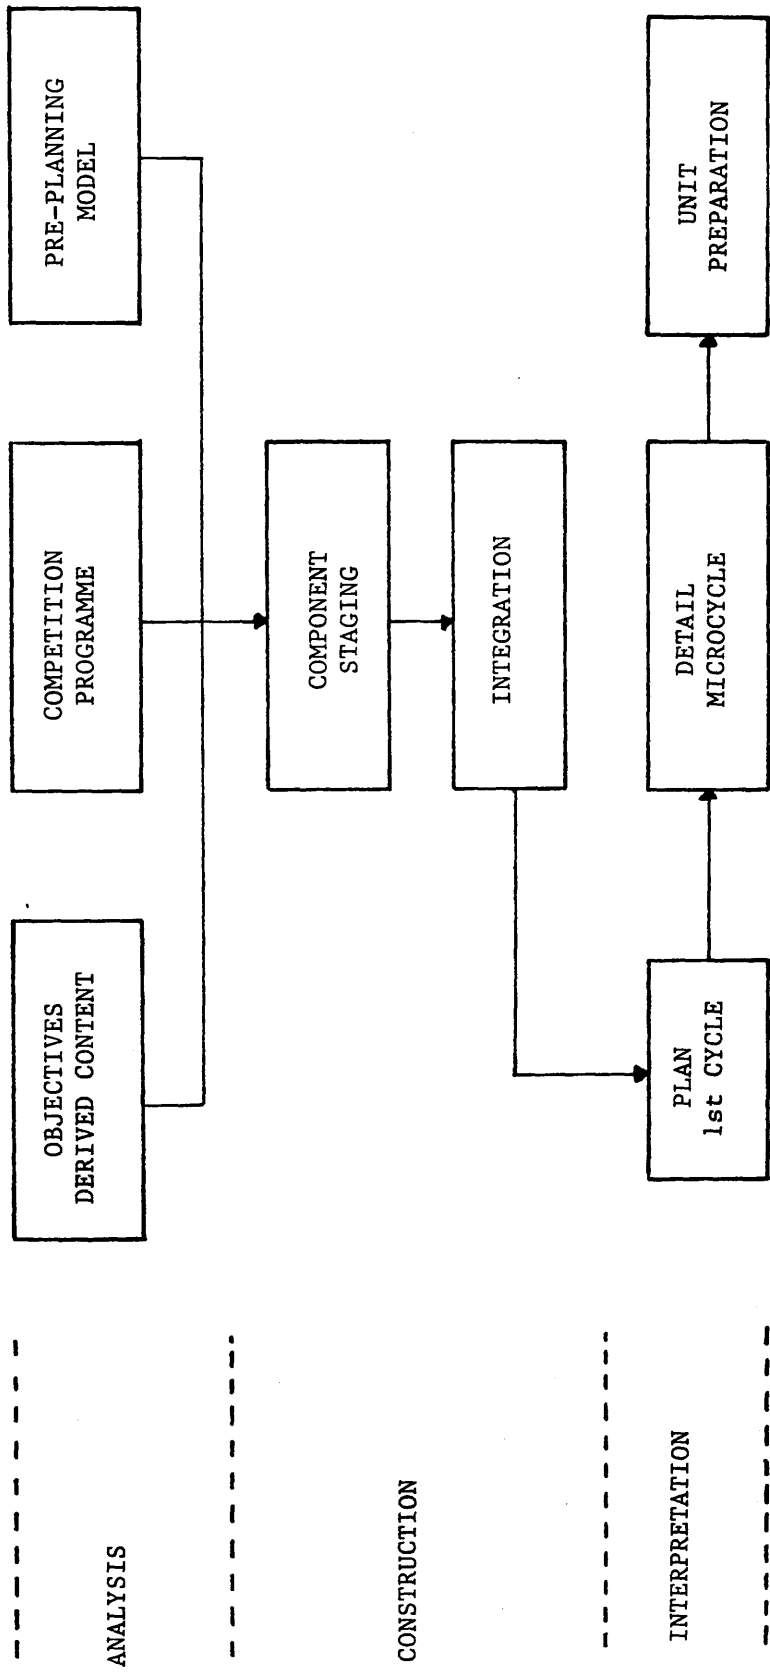 ANALYSIS
OBJECTIVES
DERIVED CONTENT
COMPETITION
PROGRAMME
PRE-PLANNING
MODEL
CONSTRUCTION
COMPONENT
STAGING
INTEGRATION
INTERPRETATION
PLAN
1st CYCLE
DETAIL
MICROCYCLE
UNIT
PREPARATION